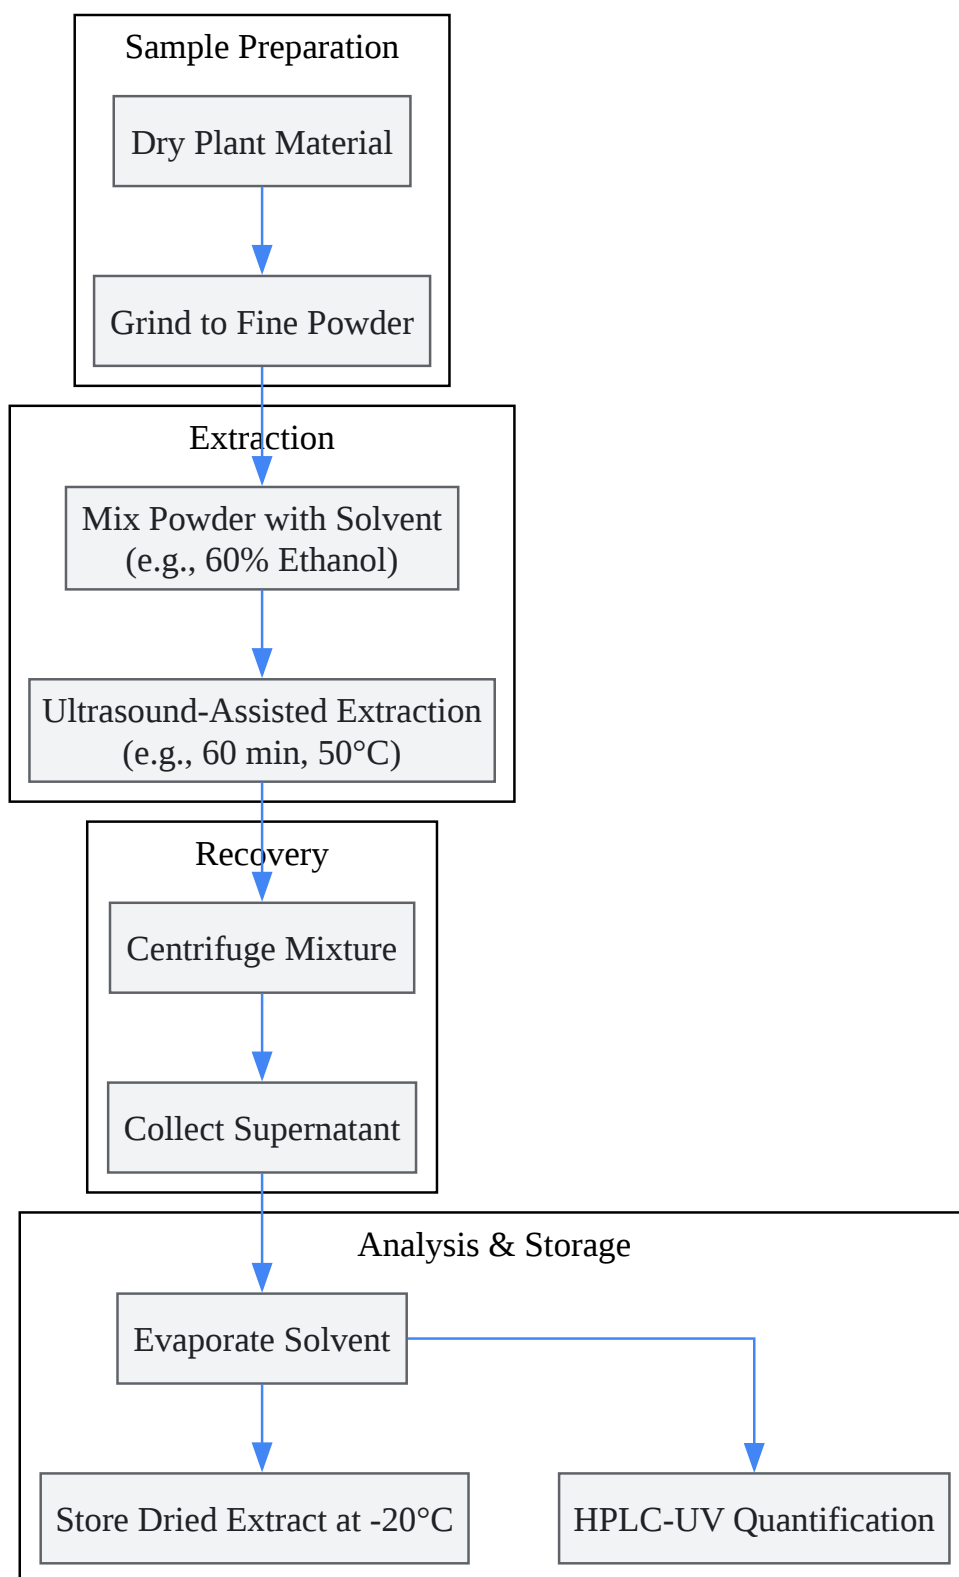 Sample Preparation
Dry Plant Material
Grind to Fine Powder
Extraction
Mix Powder with Solvent
(e.g., 60% Ethanol)
Ultrasound-Assisted Extraction
(e.g., 60 min, 50°C)
Recovery
Centrifuge Mixture
Collect Supernatant
Analysis & Storage
Evaporate Solvent
Store Dried Extract at -20°C
HPLC-UV Quantification